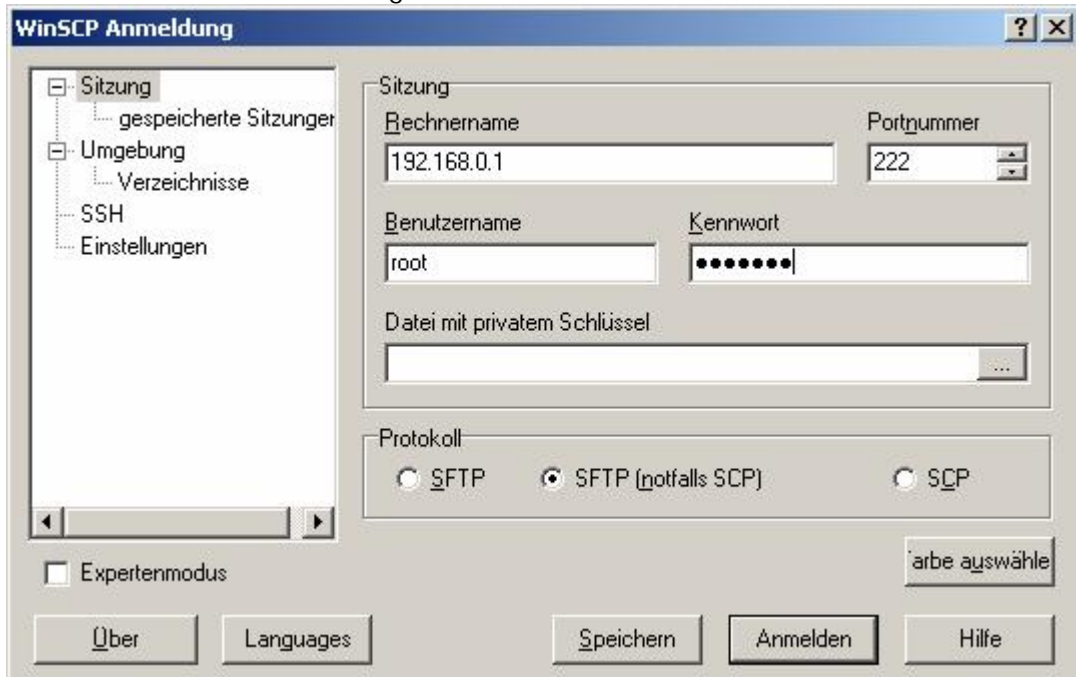 WinSCP Anmeldung
Sitzung
gespeicherte Sitzunger
Umgebung
Verzeichnisse
SSH
Einstellungen
Expertenmodus
Sitzung
Rechnername
Portnummer
192.168.0.1
222
Benutzername
Kennwort
root
●●●●●●●
Datei mit privatem Schlüssel
...
Protokoll
SFTP
SFTP (notfalls SCP)
SCP
arbe auswähle
Über
Languages
Speichern
Anmelden
Hilfe